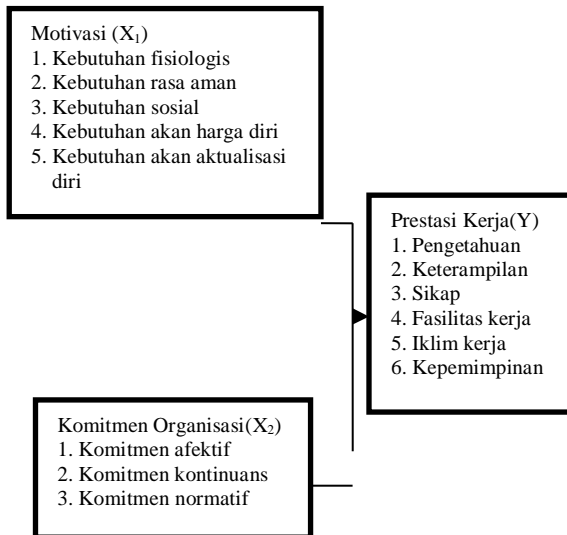 Motivasi (X₁)
1. Kebutuhan fisiologis
2. Kebutuhan rasa aman
3. Kebutuhan sosial
4. Kebutuhan akan harga diri
5. Kebutuhan akan aktualisasi
diri
Prestasi Kerja(Y)
1. Pengetahuan
2. Keterampilan
3. Sikap
4. Fasilitas kerja
5. Iklim kerja
6. Kepemimpinan
Komitmen Organisasi(X₂)
1. Komitmen afektif
2. Komitmen kontinuans
3. Komitmen normatif